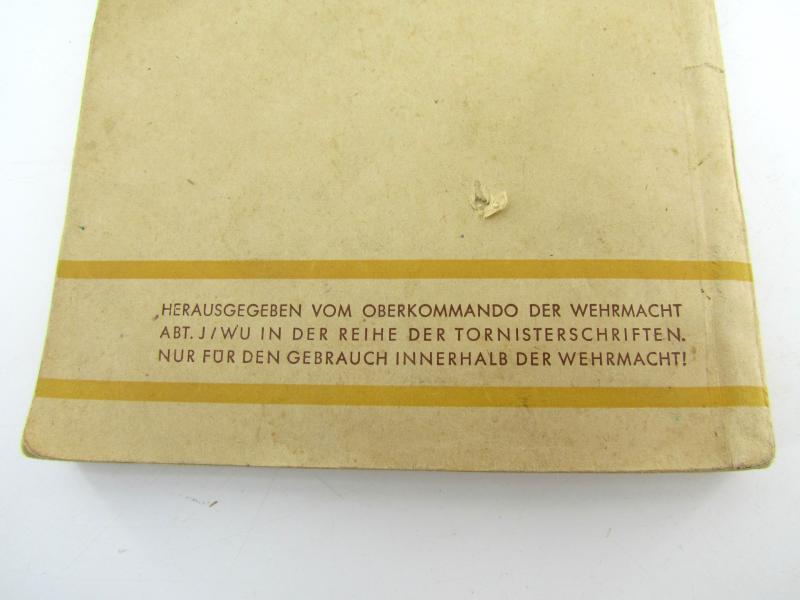 HERAUSGEGEBEN VOM OBERKOMMANDO DER WEHRMACHT
ABT. J/WU IN DER REIHE DER TORNISTERSCHRIFTEN.
NUR FÜR DEN GEBRAUCH INNERHALB DER WEHRMACHT!